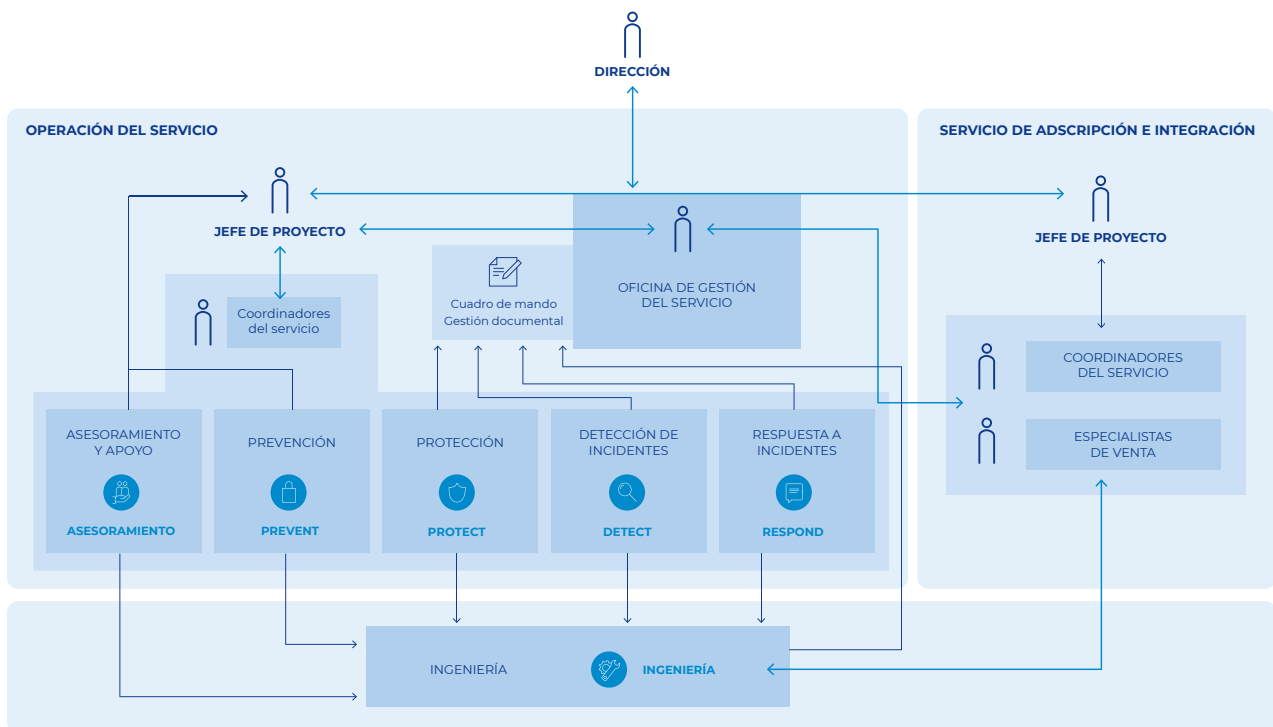 DIRECCIÓN
OPERACIÓN DEL SERVICIO
SERVICIO DE ADSCRIPCIÓN E INTEGRACIÓN
JEFE DE PROYECTO
JEFE DE PROYECTO
OFICINA DE GESTIÓN
DEL SERVICIO
Cuadro de mando
Gestión documental
Coordinadores
del servicio
COORDINADORES
DEL SERVICIO
ESPECIALISTAS
DE VENTA
ASESORAMIENTO
Y APOYO
ASESORAMIENTO
PREVENCIÓN
PREVENT
PROTECCIÓN
PROTECT
DETECCIÓN DE
INCIDENTES
DETECT
RESPUESTA A
INCIDENTES
RESPOND
INGENIERÍA
INGENIERÍA